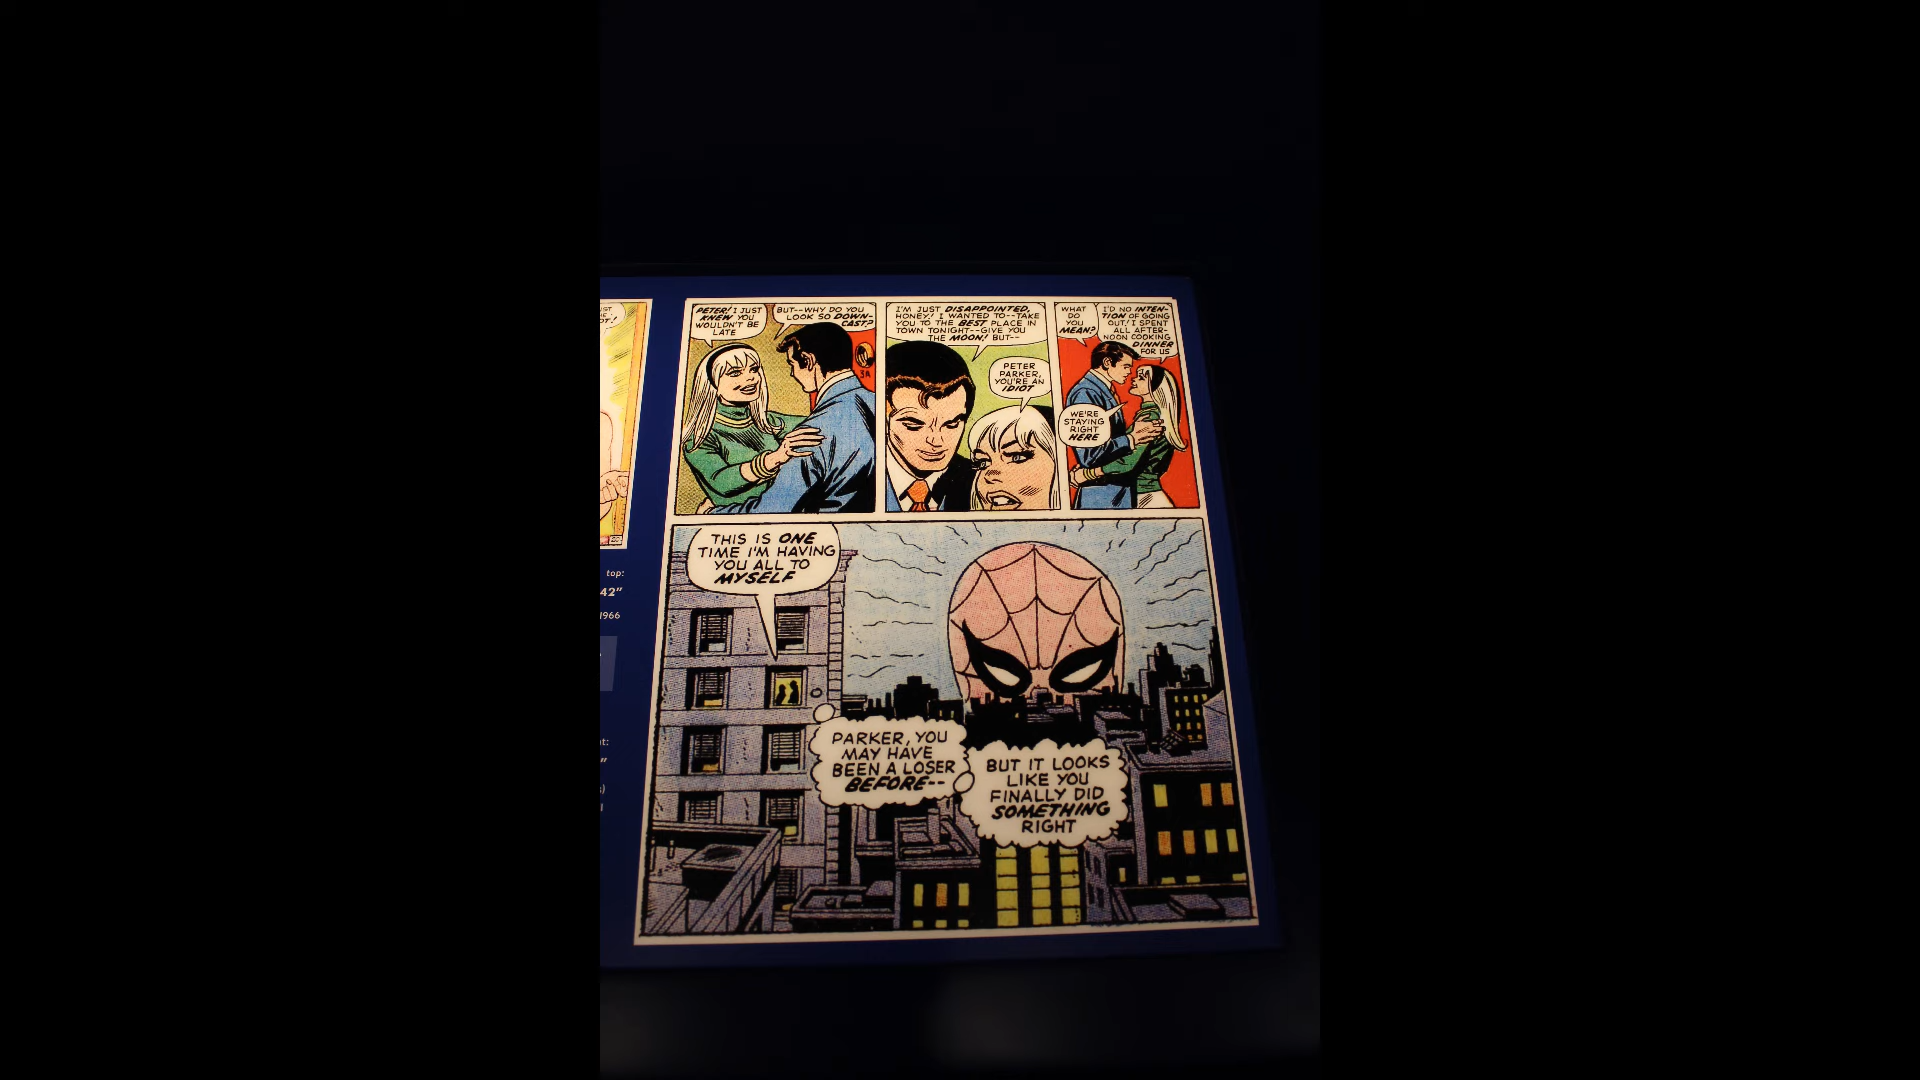 PETER! I JUST
KNEW YOU
WOULDN'T BE
LATE
BUT--WHY DO YOU
LOOK SO DOWN-
CAST?
3A
I'M JUST DISAPPOINTED,
HONEY! I WANTED TO--TAKE
YOU TO THE BEST PLACE IN
TOWN TONIGHT--GIVE YOU
THE MOON! BUT--
PETER
PARKER,
YOU'RE AN
IDIOT
WHAT
DO
YOU
MEAN?
I'D NO INTEN-
TION OF GOING
OUT! I SPENT
ALL AFTER-
NOON COOKING
DINNER
FOR US
WE'RE
STAYING
RIGHT
HERE
THIS IS ONE
TIME I'M HAVING
YOU ALL TO
MYSELF
PARKER, YOU
MAY HAVE
BEEN A LOSER
BEFORE--
BUT IT LOOKS
LIKE YOU
FINALLY DID
SOMETHING
RIGHT
top:
42"
1966